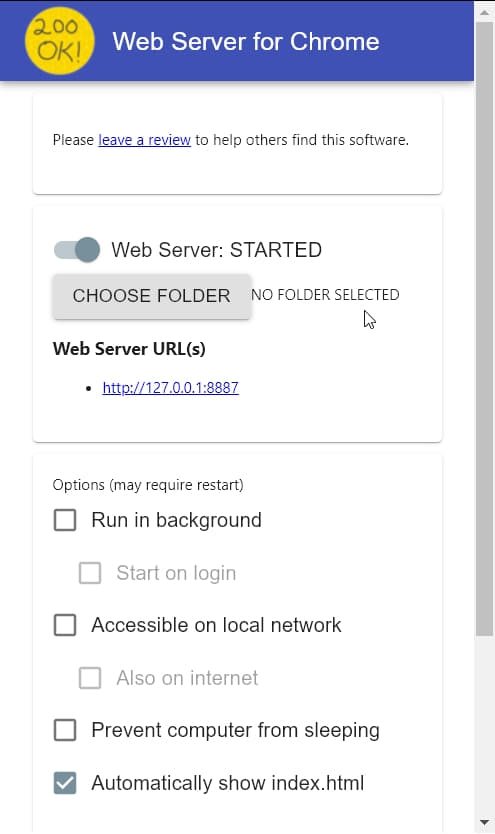 200
OK!
Web Server for Chrome
Please leave a review to help others find this software.
Web Server: STARTED
CHOOSE FOLDER NO FOLDER SELECTED
Web Server URL(s)
• http://127.0.0.1:8887
Options (may require restart)
Run in background
Start on login
Accessible on local network
Also on internet
Prevent computer from sleeping
Automatically show index.html